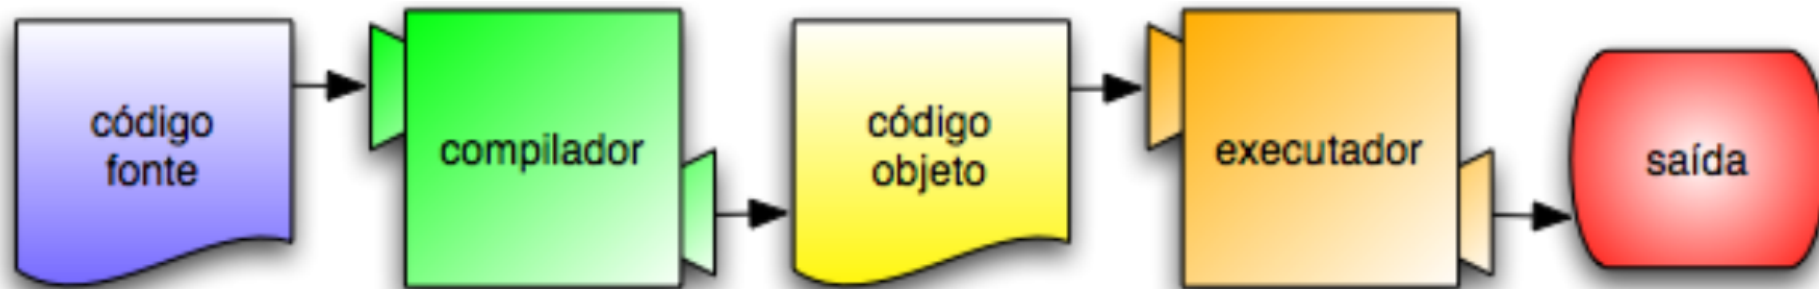 código
fonte
compilador
código
objeto
executador
saída